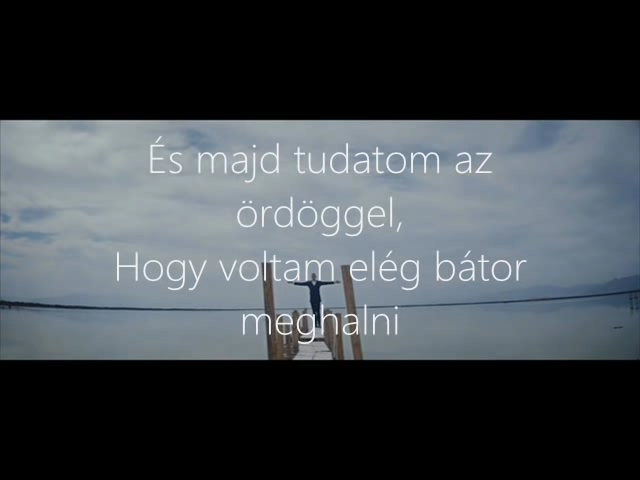 És majd tudatom az
ördöggel,
Hogy voltam elég bátor
meghalni